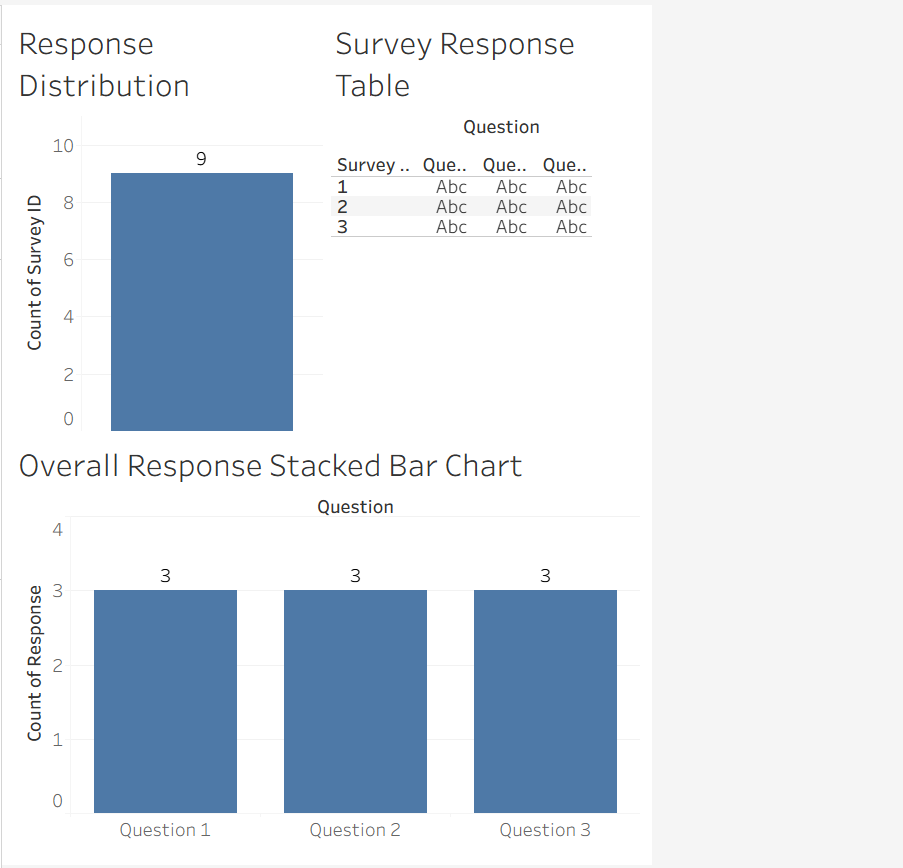 Response
Distribution
10
9
8
6
4
2
0
Count of Survey ID
Survey Response
Table
Question
Survey .. Que.. Que.. Que..
1 Abc Abc Abc
2 Abc Abc Abc
3 Abc Abc Abc
Overall Response Stacked Bar Chart
Question
4
3
2
1
0
Count of Response
3 3 3
Question 1 Question 2 Question 3